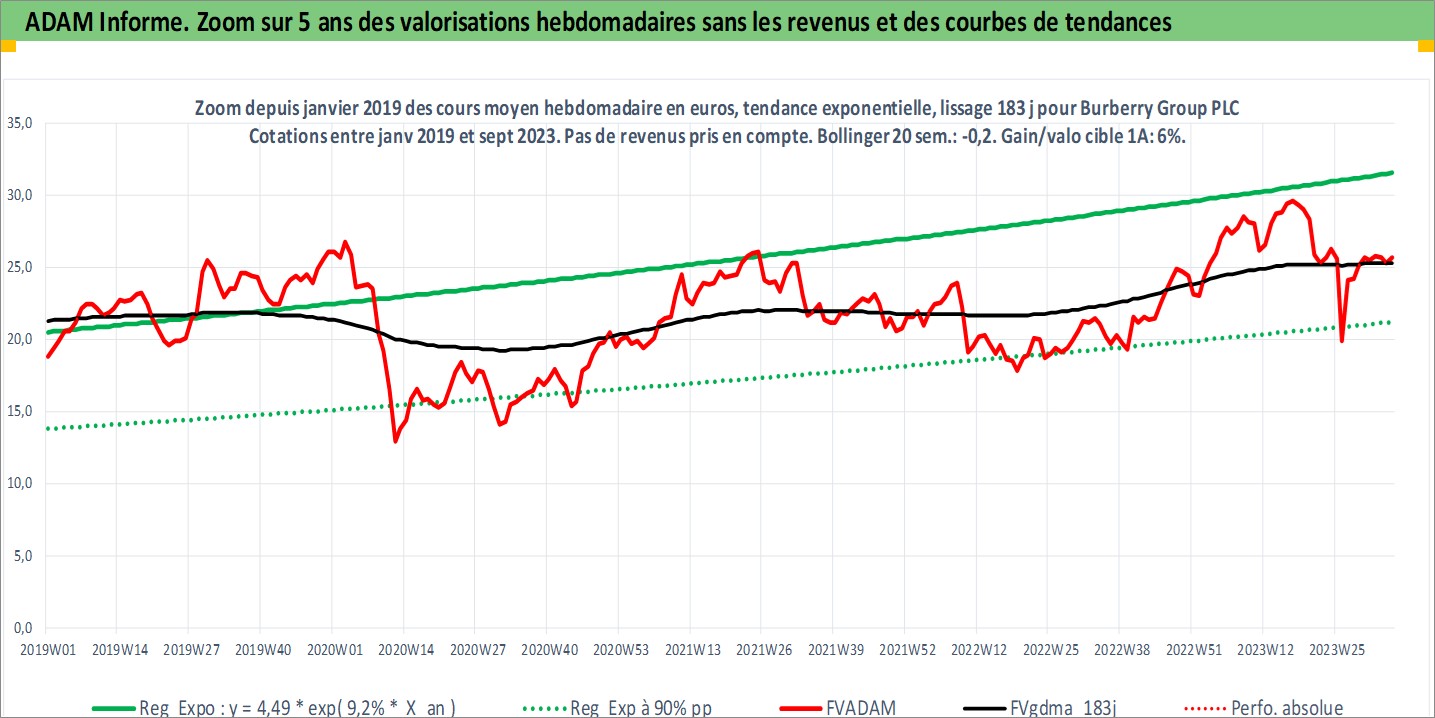 ADAM Informe. Zoom sur 5 ans des valorisations hebdomadaires sans les revenus et des courbes de tendances
Zoom depuis janvier 2019 des cours moyen hebdomadaire en euros, tendance exponentielle, lissage 183 j pour Burberry Group PLC
Cotations entre janv 2019 et sept 2023. Pas de revenus pris en compte. Bollinger 20 sem.: -0,2. Gain/valo cible 1A: 6%.
35,0
30,0
25,0
20,0
15,0
10,0
5,0
0,0
2019W01 2019W14 2019W27 2019W40 2020W01 2020W14 2020W27 2020W40 2020W53 2021W13 2021W26 2021W39 2021W52 2022W12 2022W25 2022W38 2022W51 2023W12 2023W25
Reg Expo : y = 4,49 * exp( 9,2% * X an ) Reg Exp à 90% pp FVADAM FVgdma 183j Perfo. absolue